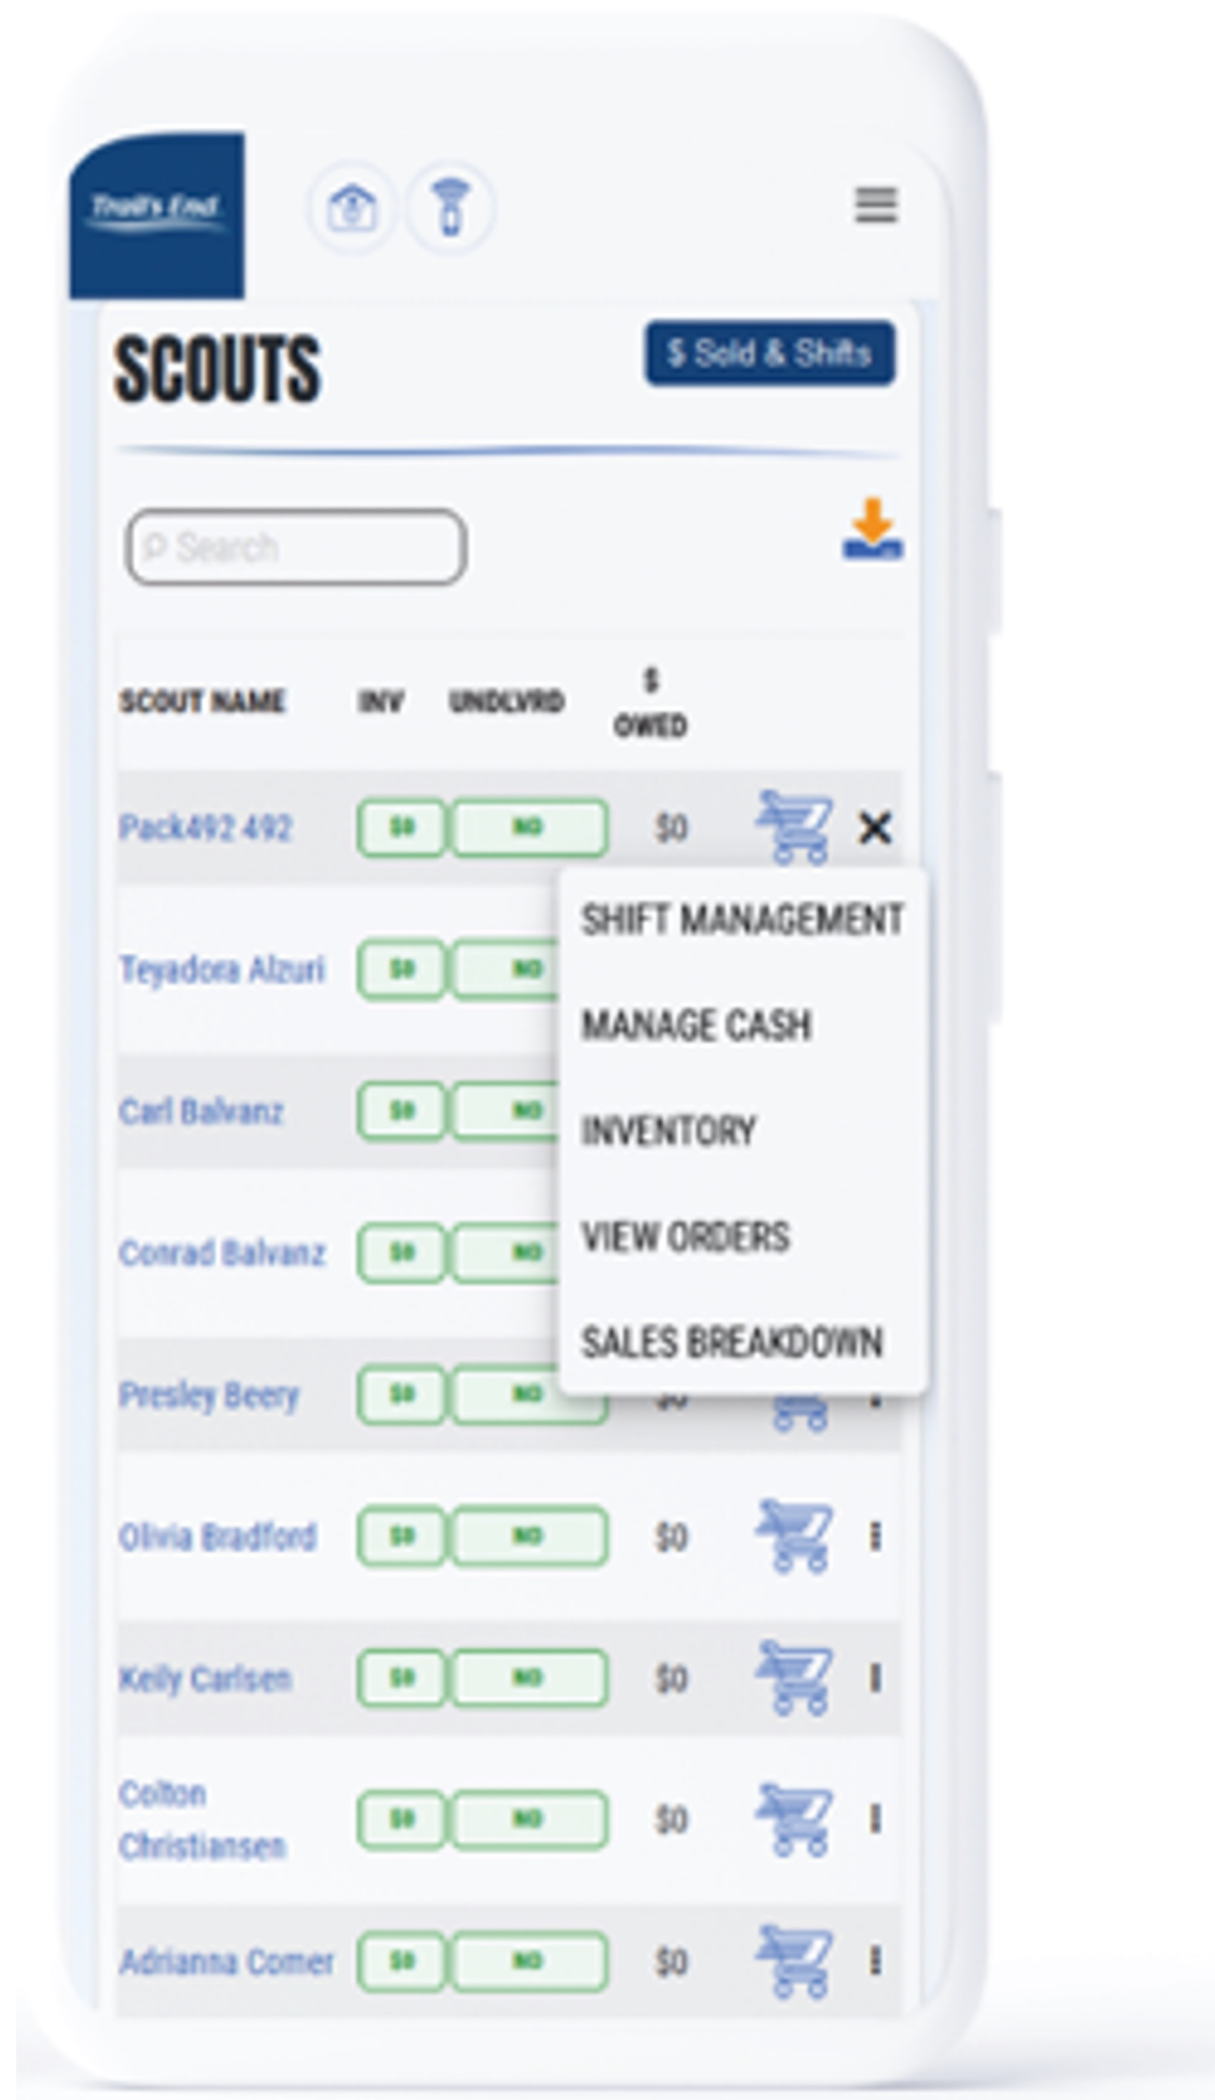 Trail's End
SCOUTS
$ Sold & Shifts
Search
SCOUT NAME INV UNDLVRD $ OWED
Pack492 492 $0 NO $0
SHIFT MANAGEMENT
MANAGE CASH
INVENTORY
VIEW ORDERS
SALES BREAKDOWN
Teyadora Alzuri $0 NO
Carl Balvanz $0 NO
Conrad Balvanz $0 NO
Presley Beery $0 NO $0
Olivia Bradford $0 NO $0
Keily Carlsen $0 NO $0
Colton
Christiansen $0 NO $0
Adrianna Comer $0 NO $0